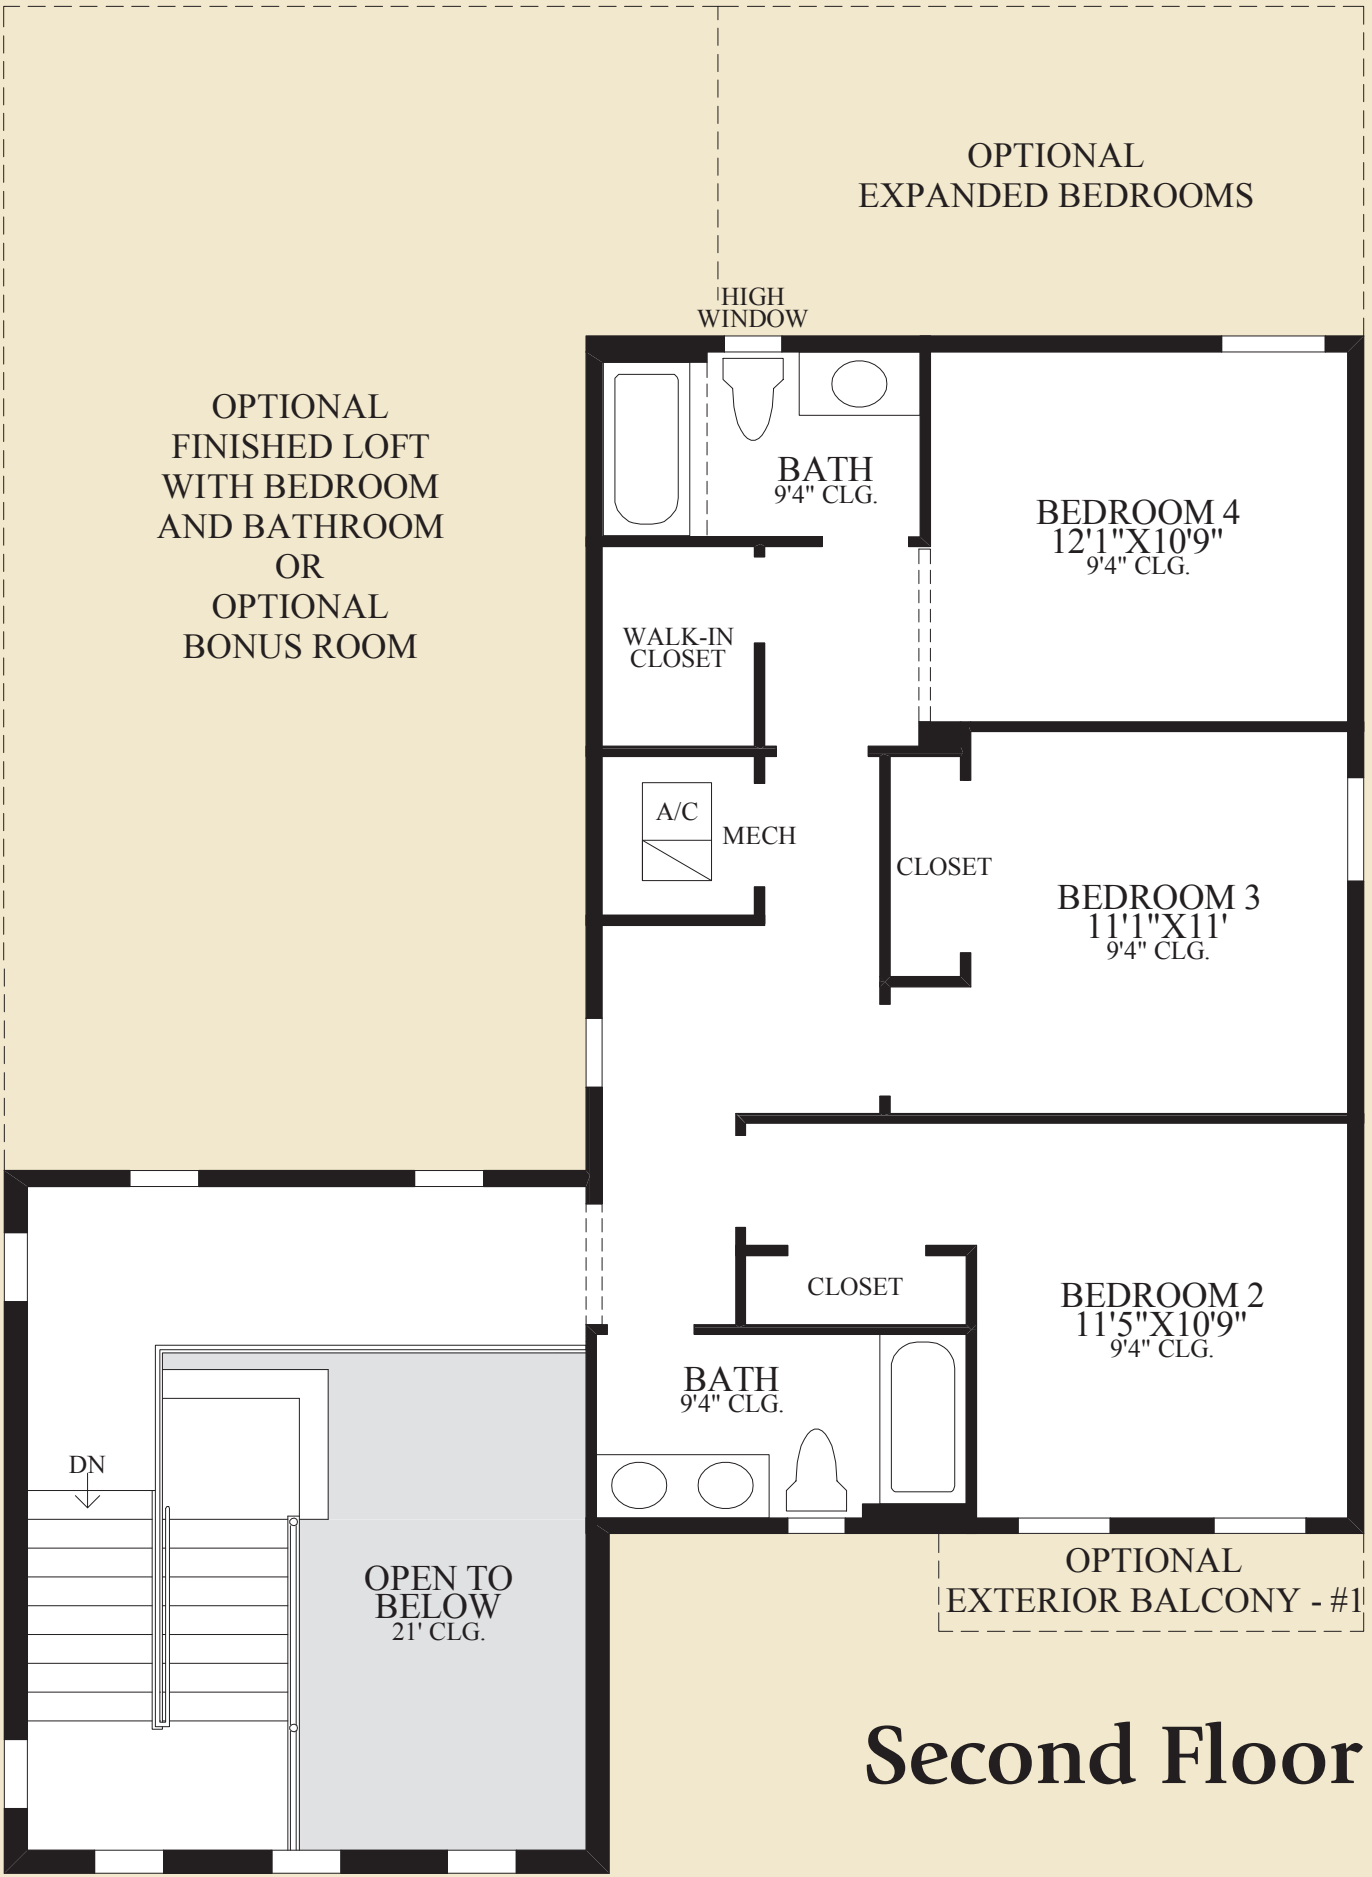 OPTIONAL
EXPANDED BEDROOMS
HIGH
WINDOW
OPTIONAL
FINISHED LOFT
WITH BEDROOM
AND BATHROOM
OR
OPTIONAL
BONUS ROOM
BATH
9'4" CLG.
BEDROOM 4
12'1"X10'9"
9'4" CLG.
WALK-IN
CLOSET
A/C
MECH
CLOSET
BEDROOM 3
11'1"X11'
9'4" CLG.
CLOSET
BEDROOM 2
11'5"X10'9"
9'4" CLG.
BATH
9'4" CLG.
DN
OPEN TO
BELOW
21' CLG.
OPTIONAL
EXTERIOR BALCONY - #1
Second Floor